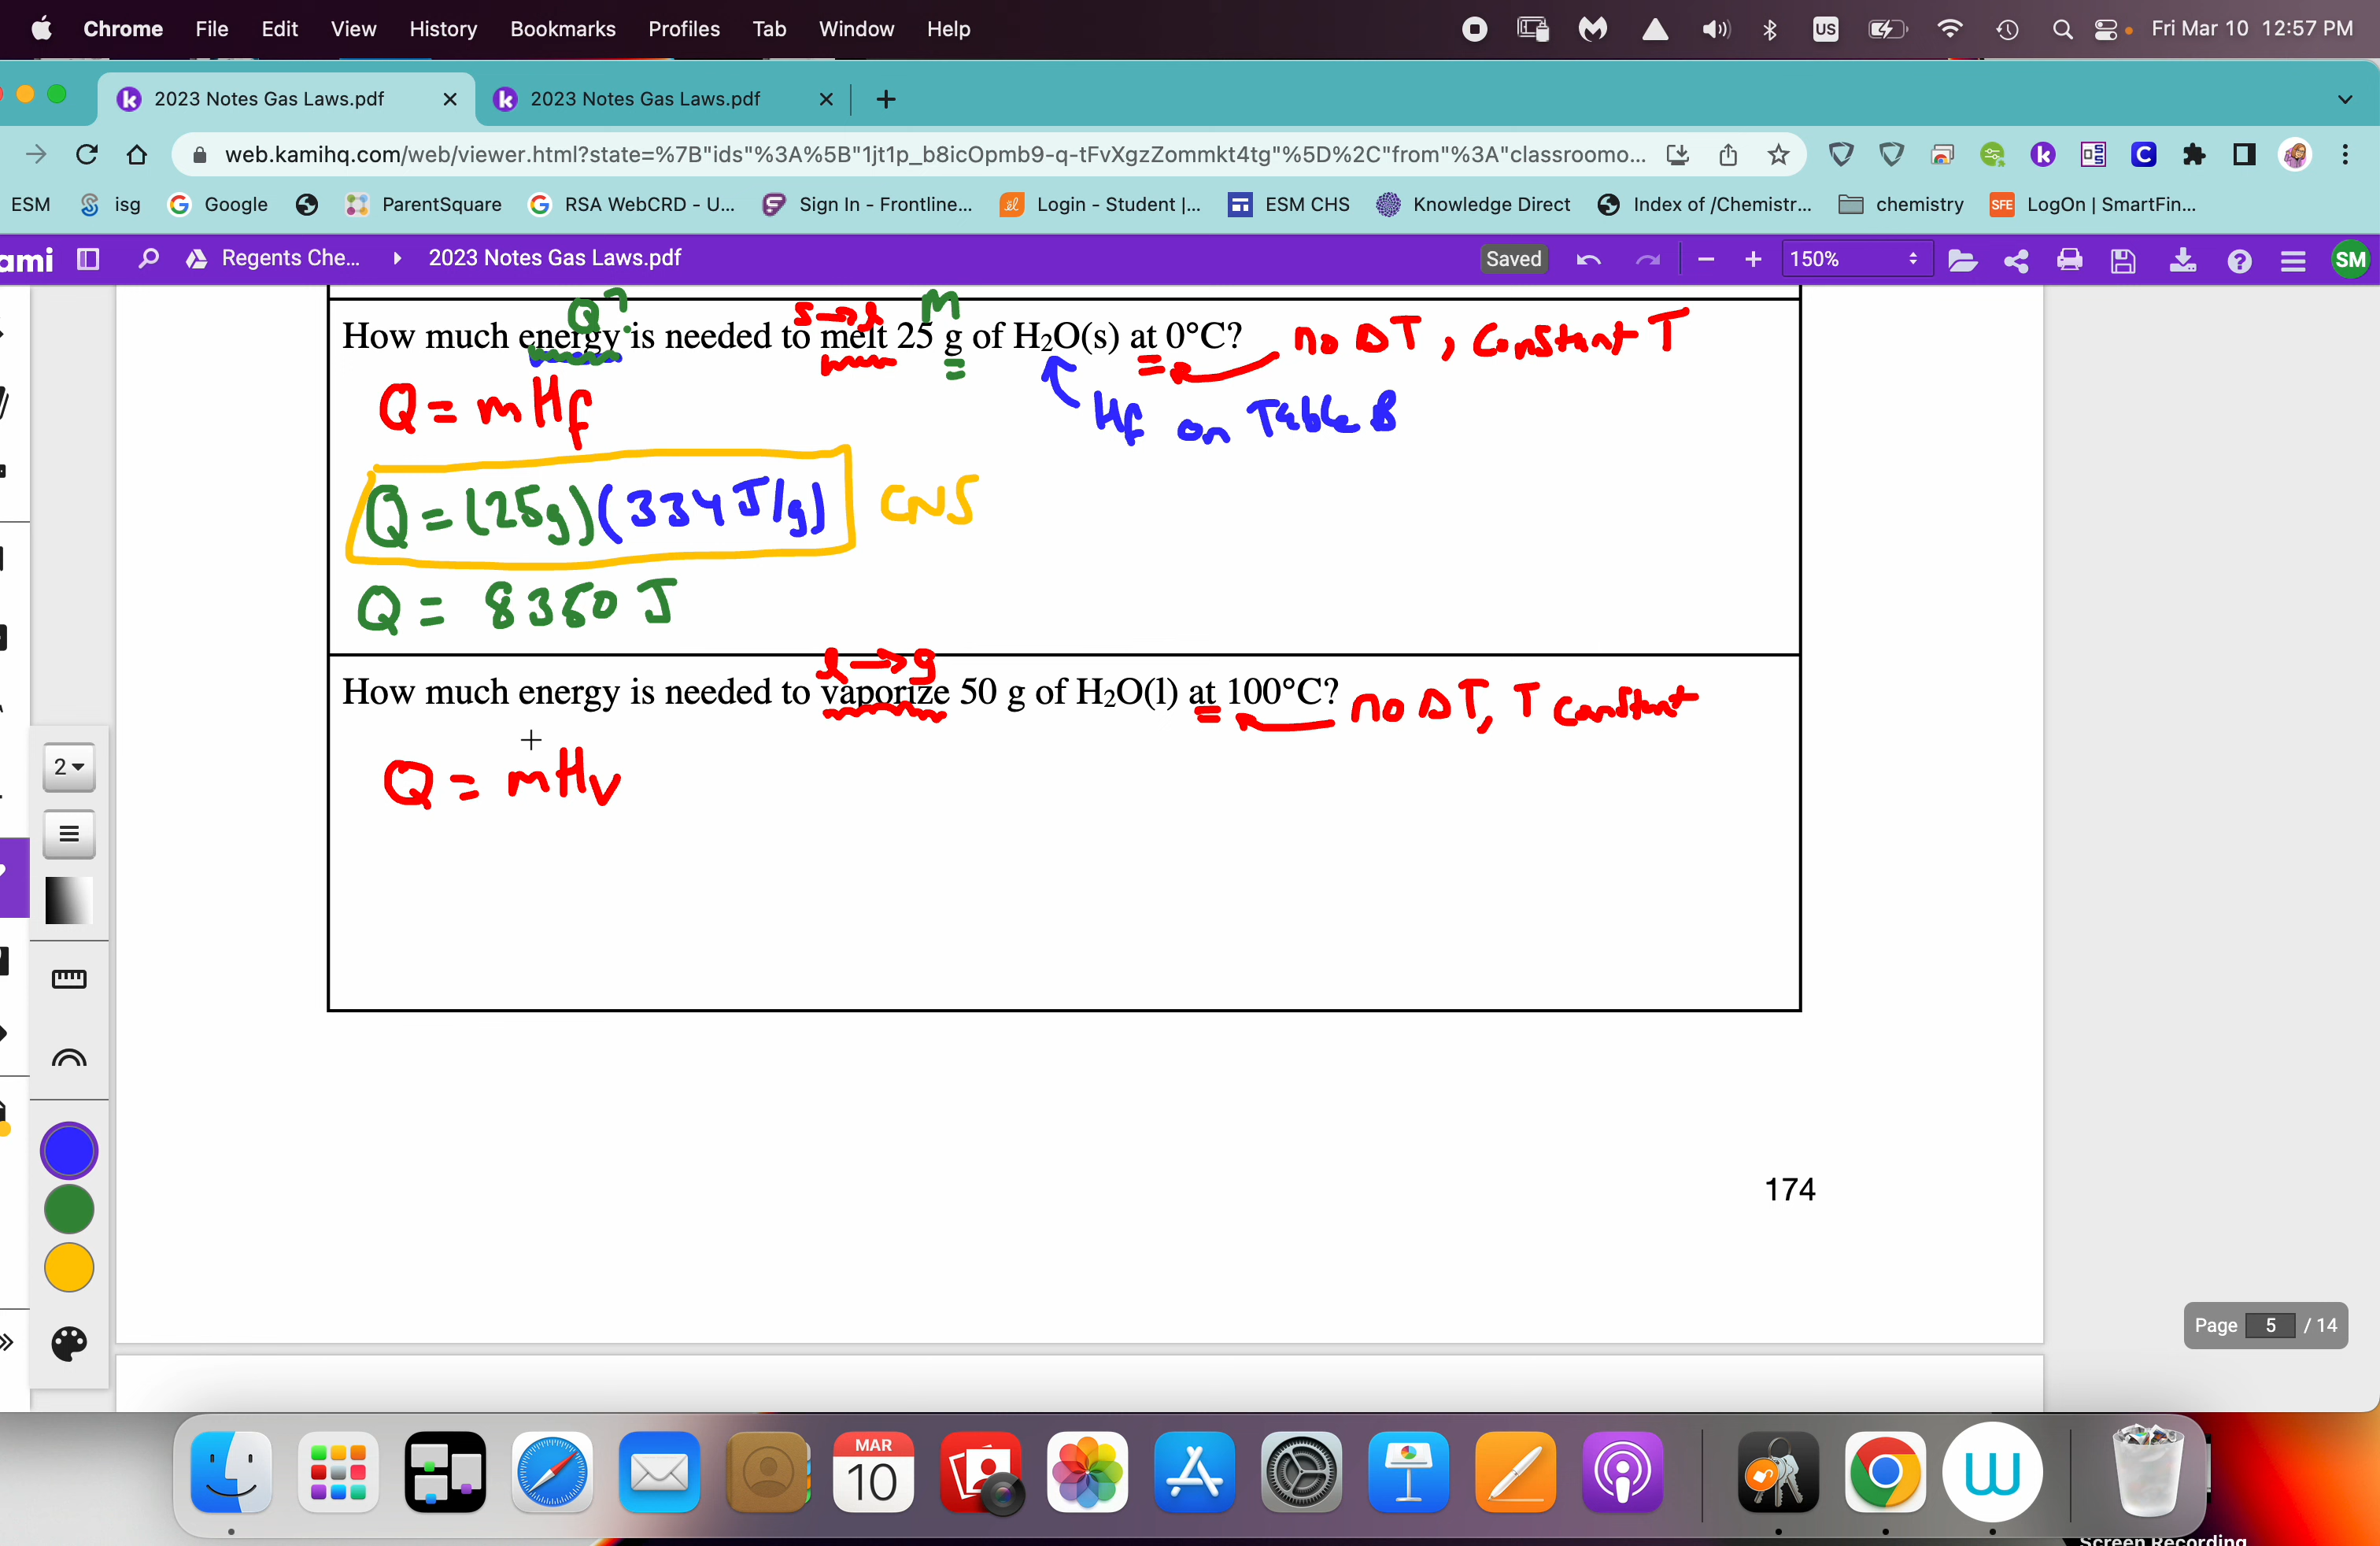 Chrome File Edit View History Bookmarks Profiles Tab Window Help US Fri Mar 10 12:57 PM
2023 Notes Gas Laws.pdf 2023 Notes Gas Laws.pdf
web.kamihq.com/web/viewer.html?state=%7B"ids"%3A%5B"1jt1p_b8icOpmb9-q-tFvXgzZommkt4tg"%5D%2C"from"%3A"classroomo...
ESM isg Google ParentSquare RSA WebCRD - U... Sign In - Frontline... Login - Student |... ESM CHS Knowledge Direct Index of /Chemistr... chemistry SFE LogOn | SmartFin...
ami Regents Che... 2023 Notes Gas Laws.pdf Saved 150% SM
Q? s→l M
How much energy is needed to melt 25 g of H₂O(s) at 0°C? no ΔT, constant T
Q = mHf
Hf on Table B
Q = (25g)(334 J/g) CNS
Q = 8350 J
l→g
How much energy is needed to vaporize 50 g of H₂O(l) at 100°C? no ΔT, T constant
Q = mHv
2
174
Page 5 / 14
MAR
10
Screen Recording